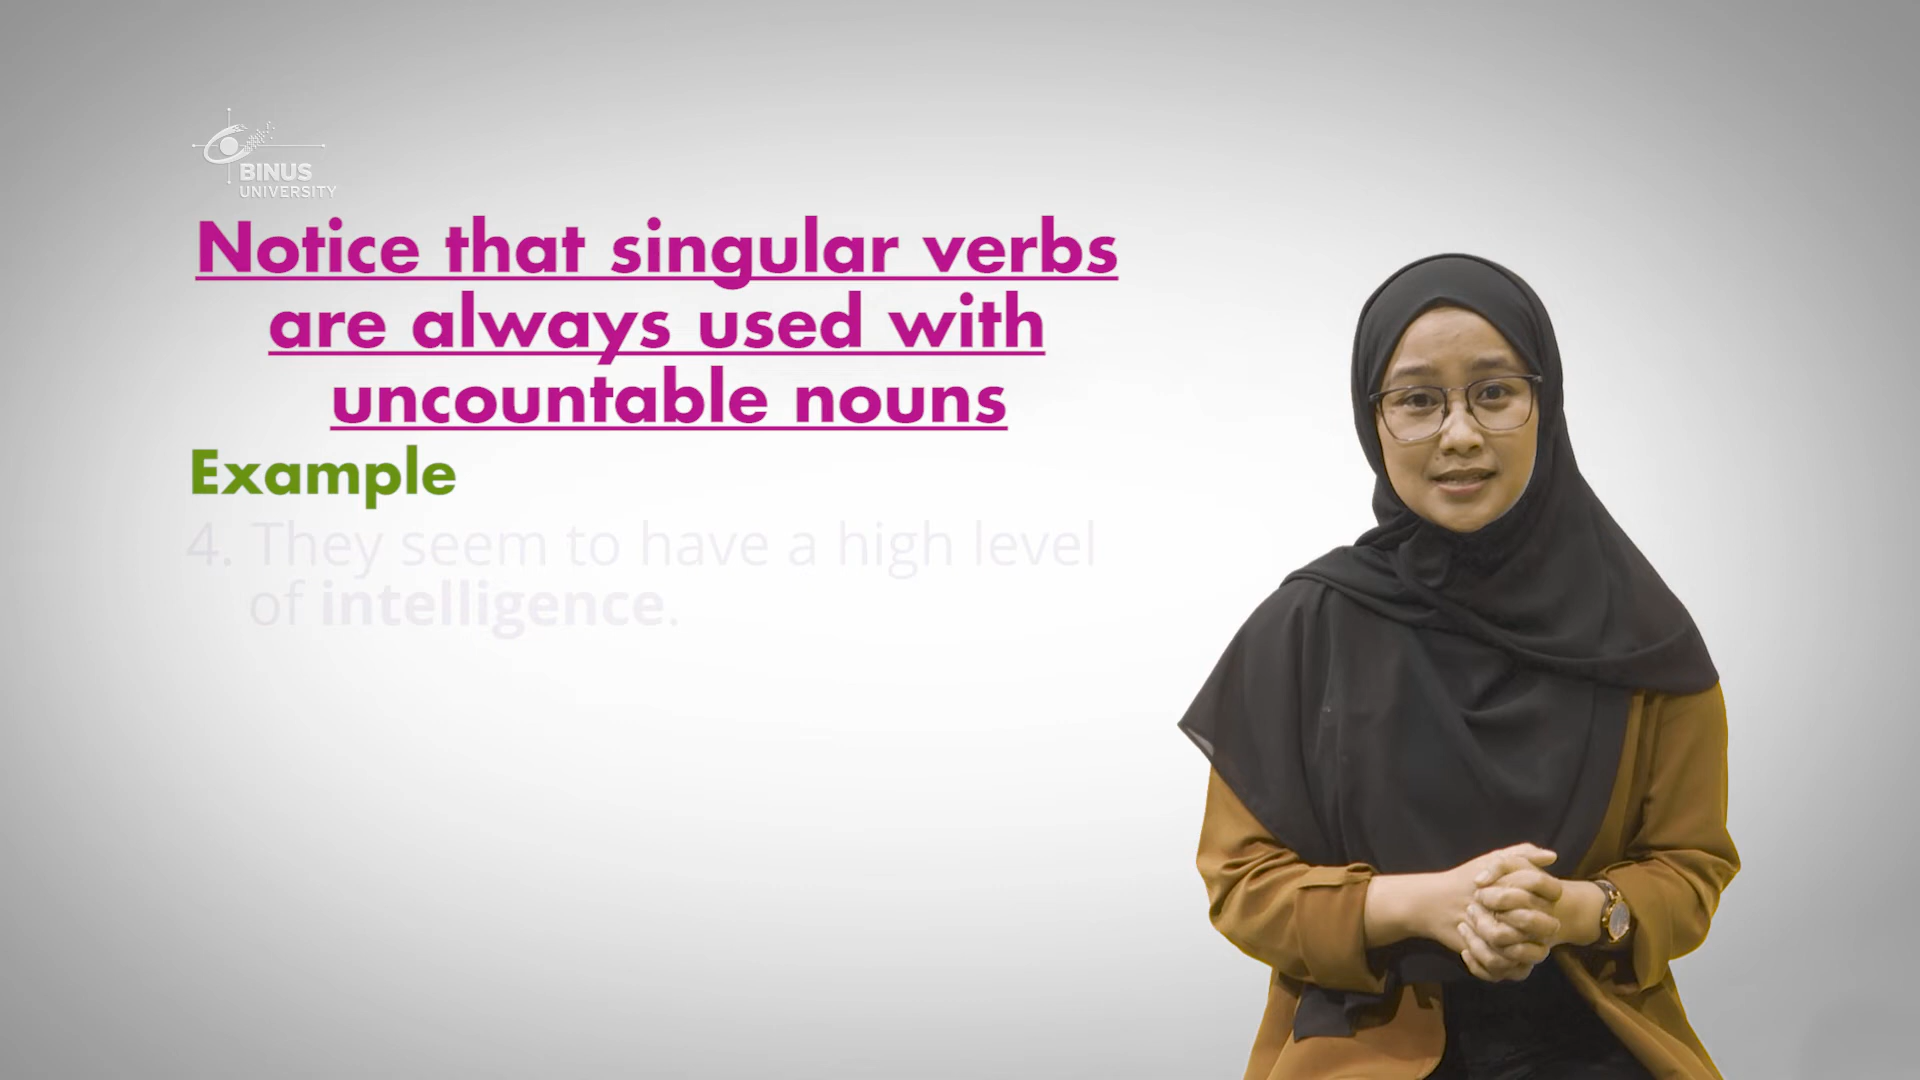 BINUS
UNIVERSITY
Notice that singular verbs
are always used with
uncountable nouns
Example
4. They seem to have a high level
of intelligence.